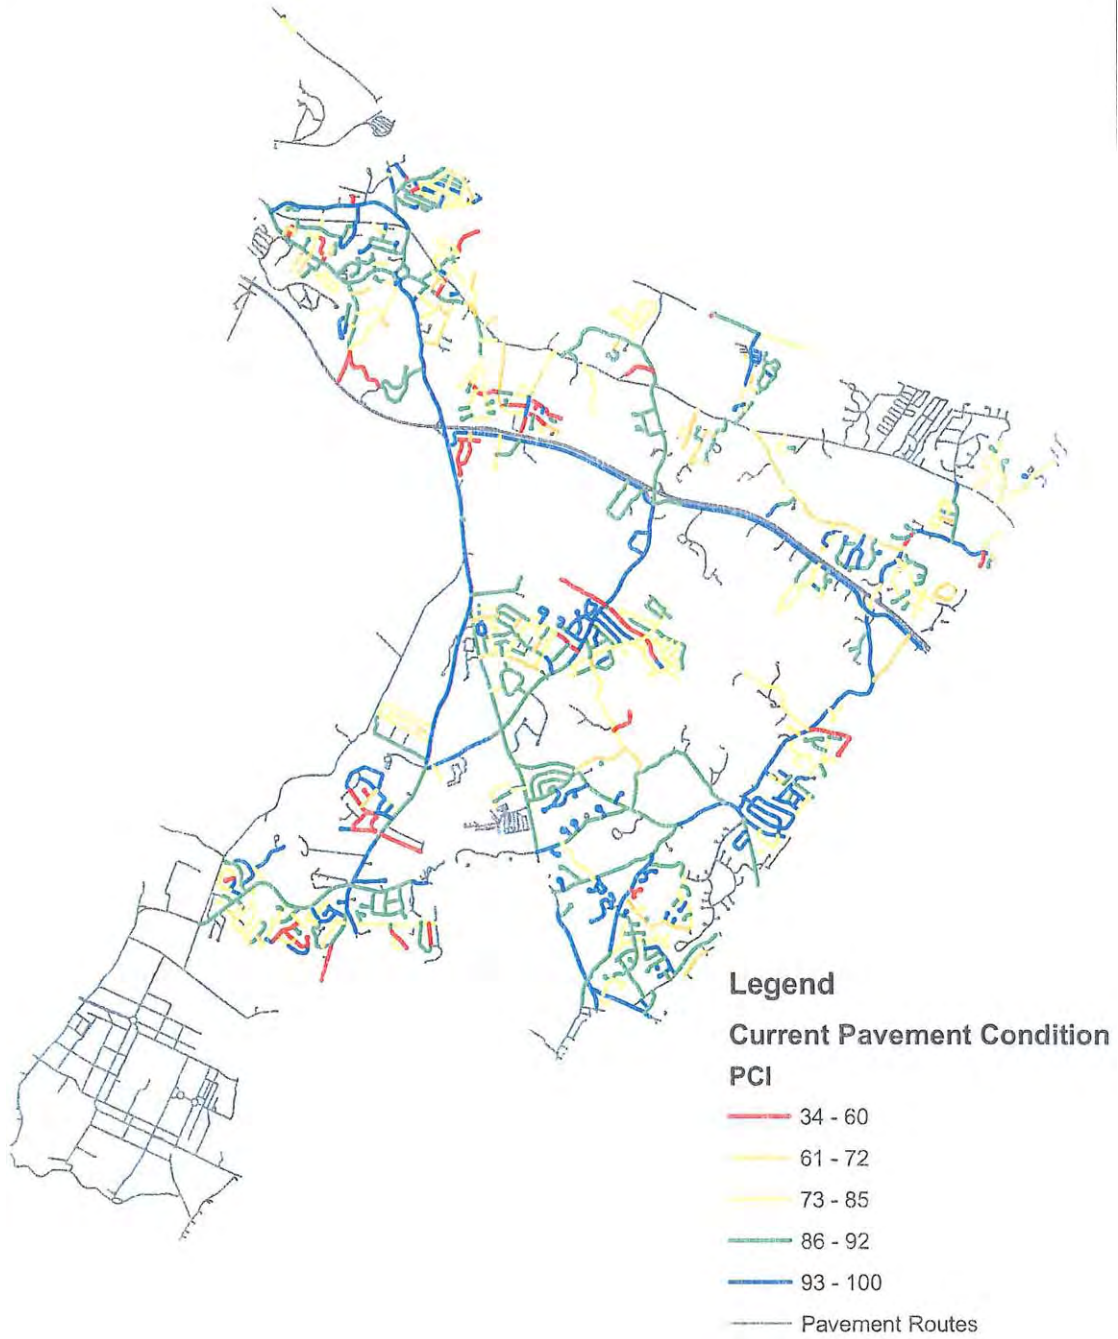 Legend
Current Pavement Condition
PCI
34 - 60
61 - 72
73 - 85
86 - 92
93 - 100
Pavement Routes